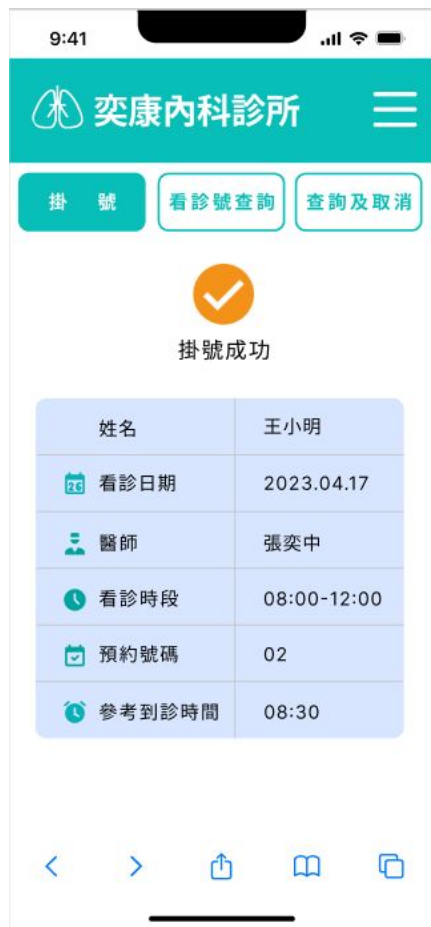 9:41
奕康內科診所
掛 號 看診號查詢 查詢及取消
掛號成功
姓名 王小明
26 看診日期 2023.04.17
醫師 張奕中
看診時段 08:00-12:00
預約號碼 02
參考到診時間 08:30